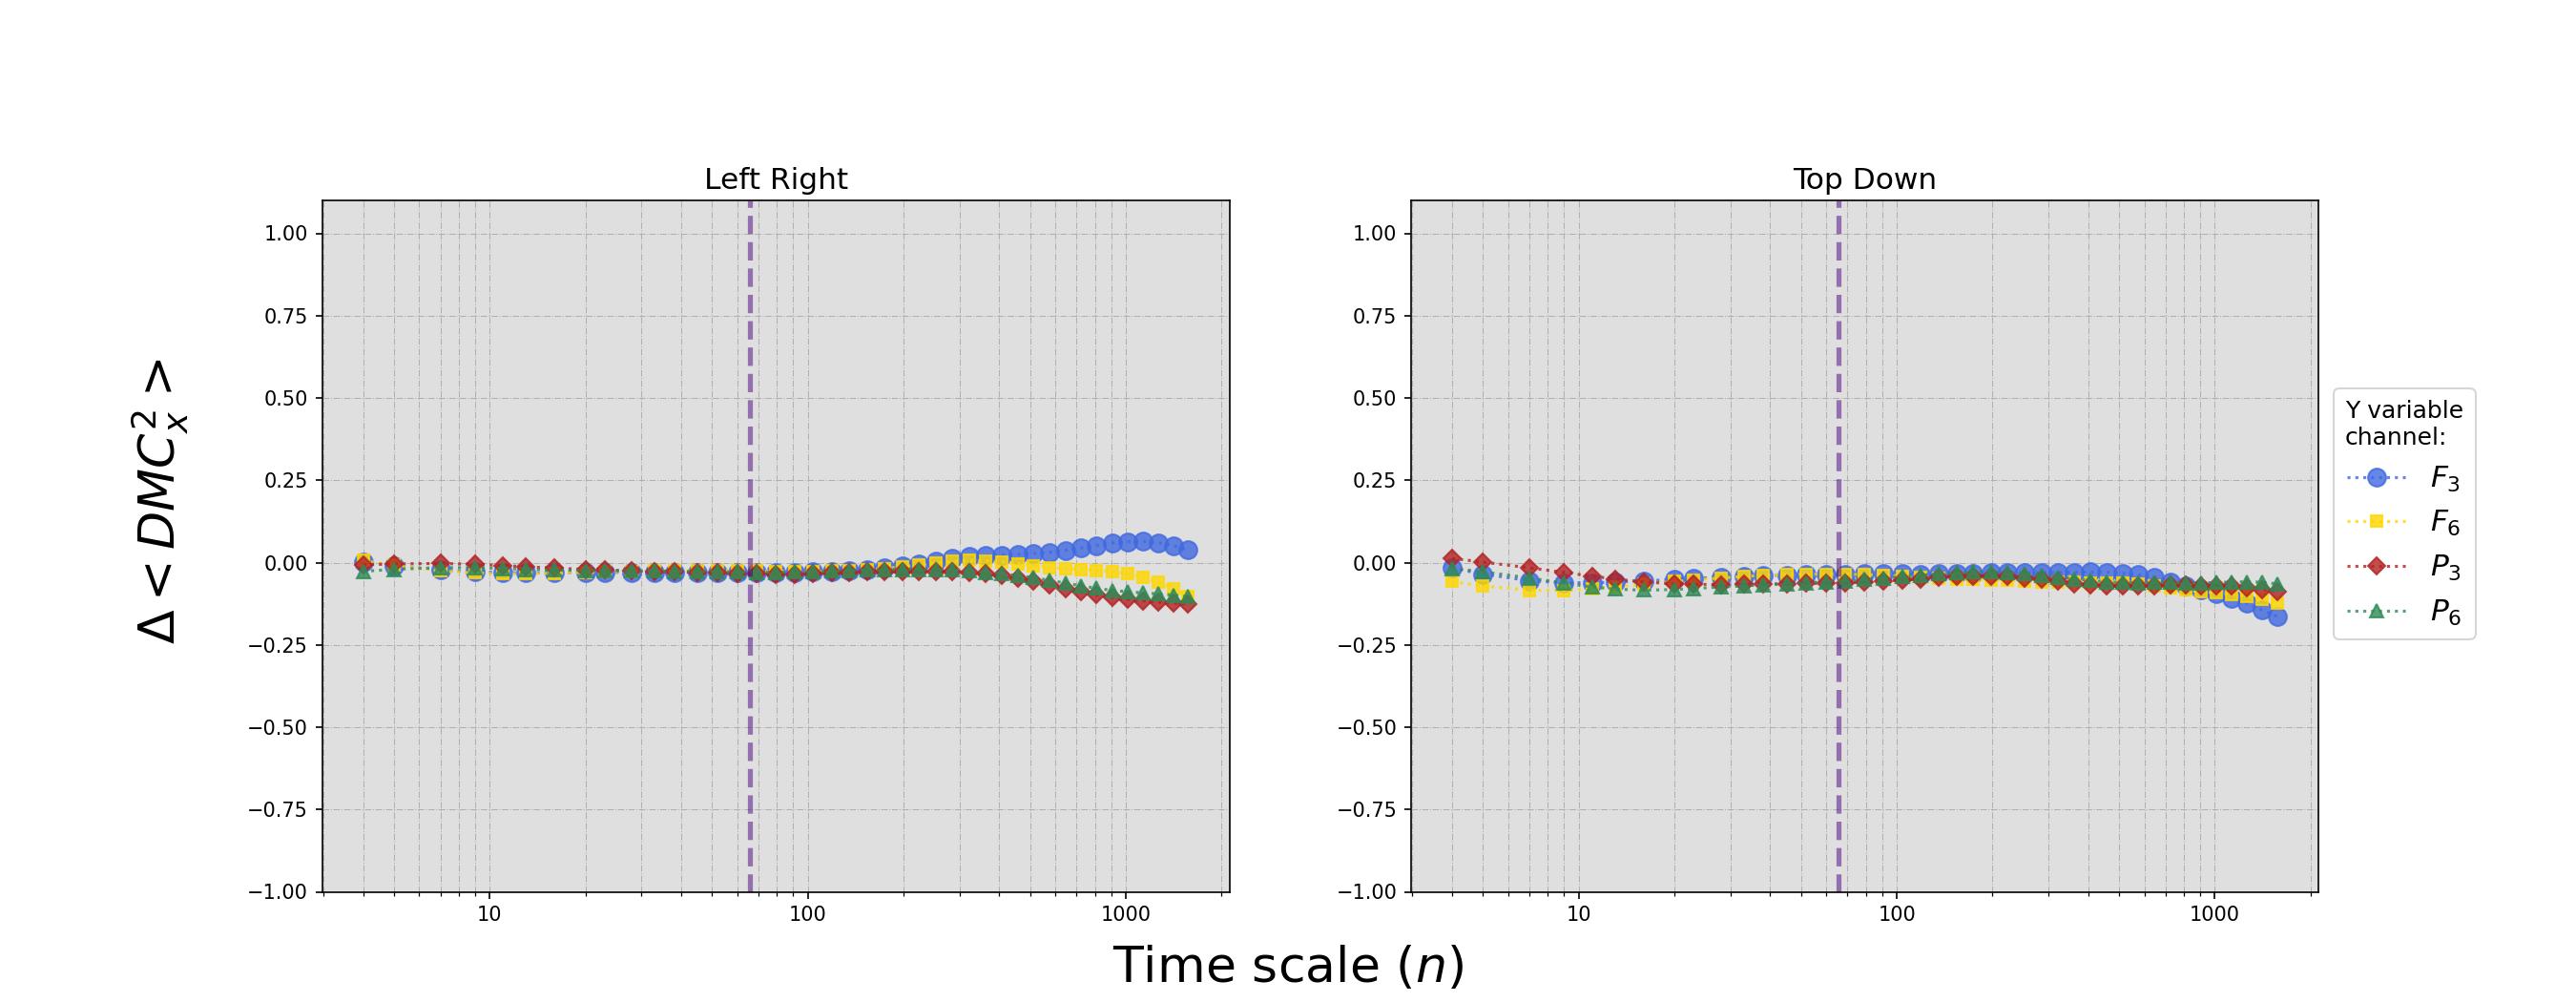 Left Right
Top Down
Δ < DMC²ₓ >
1.00
0.75
0.50
0.25
0.00
−0.25
−0.50
−0.75
−1.00
10 100 1000
1.00
0.75
0.50
0.25
0.00
−0.25
−0.50
−0.75
−1.00
10 100 1000
Time scale (n)
Y variable
channel:
F₃
F₆
P₃
P₆